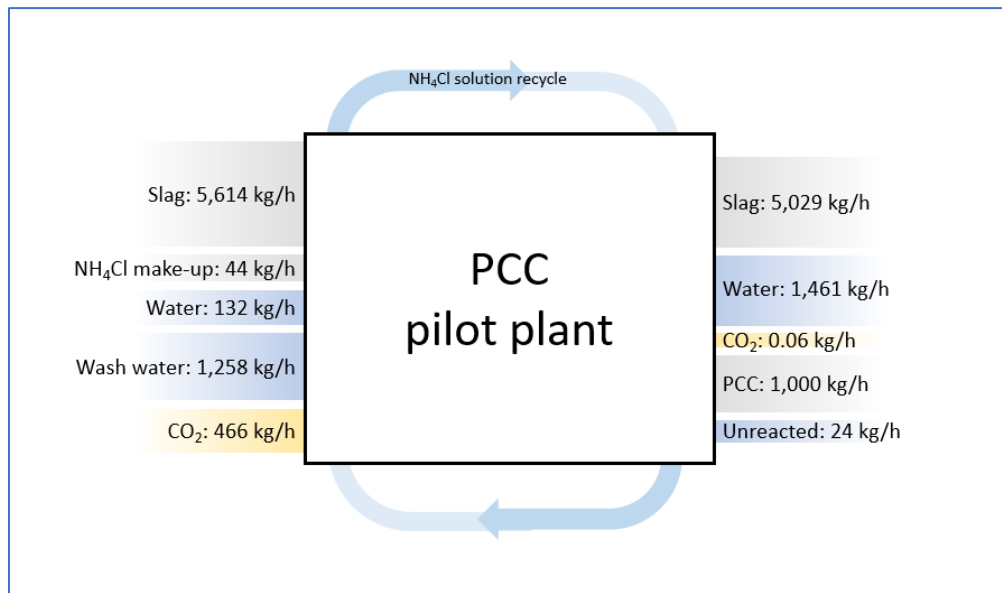 NH₄Cl solution recycle
Slag: 5,614 kg/h
NH₄Cl make-up: 44 kg/h
Water: 132 kg/h
Wash water: 1,258 kg/h
CO₂: 466 kg/h
PCC
pilot plant
Slag: 5,029 kg/h
Water: 1,461 kg/h
CO₂: 0.06 kg/h
PCC: 1,000 kg/h
Unreacted: 24 kg/h